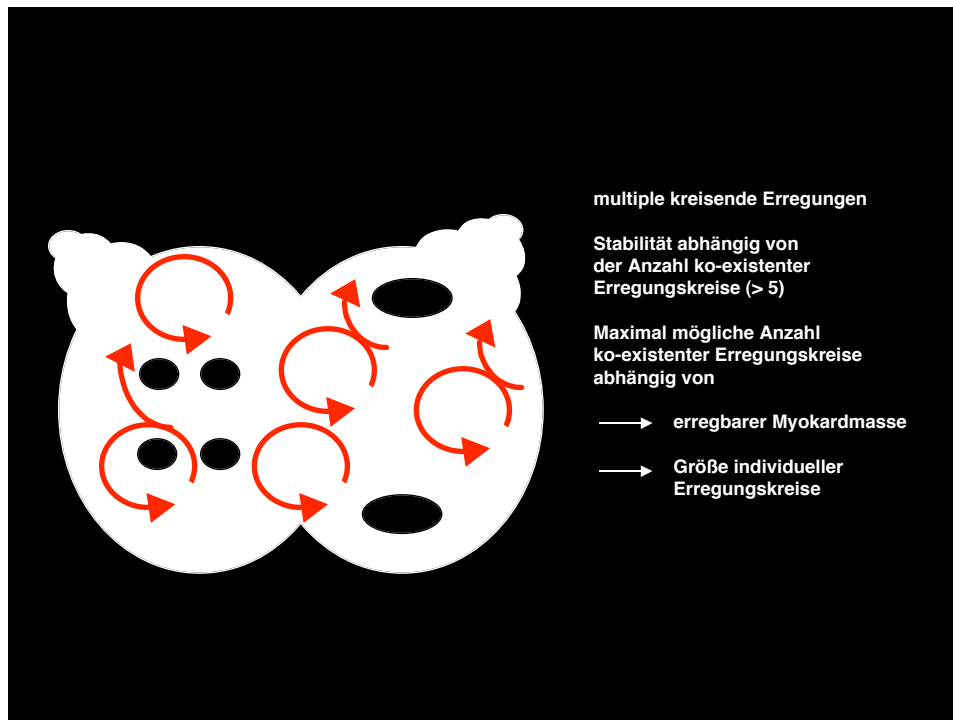 multiple kreisende Erregungen
Stabilität abhängig von
der Anzahl ko-existenter
Erregungskreise (> 5)
Maximal mögliche Anzahl
ko-existenter Erregungskreise
abhängig von
erregbarer Myokardmasse
Größe individueller
Erregungskreise